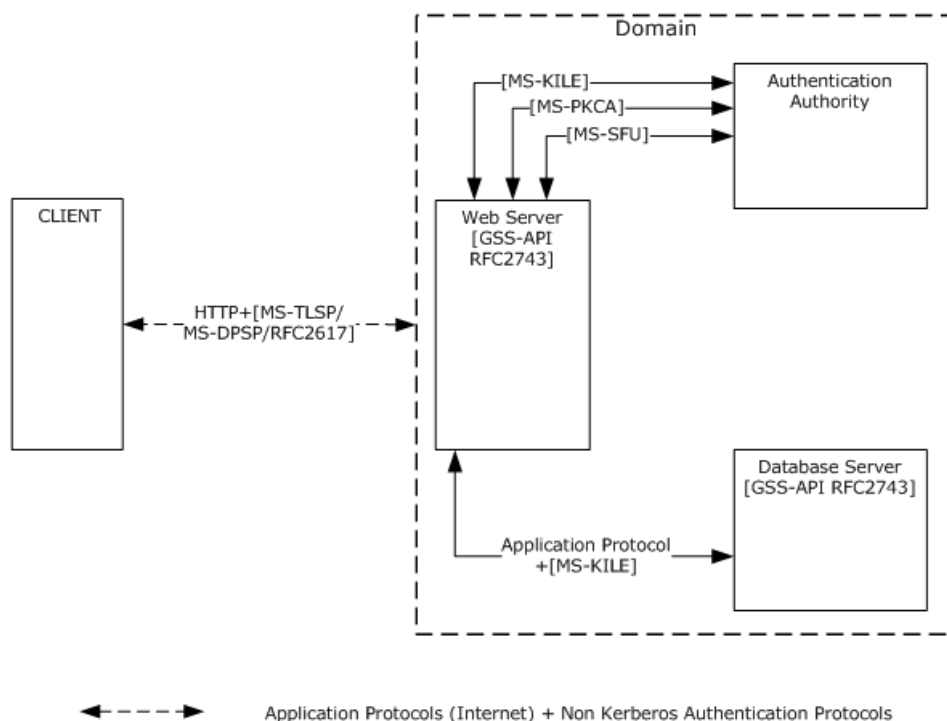 Domain
[MS-KILE]
[MS-PKCA]
[MS-SFU]
Authentication
Authority
CLIENT
Web Server
[GSS-API
RFC2743]
HTTP+[MS-TLSP/
MS-DPSP/RFC2617]
Database Server
[GSS-API RFC2743]
Application Protocol
+[MS-KILE]
Application Protocols (Internet) + Non Kerberos Authentication Protocols